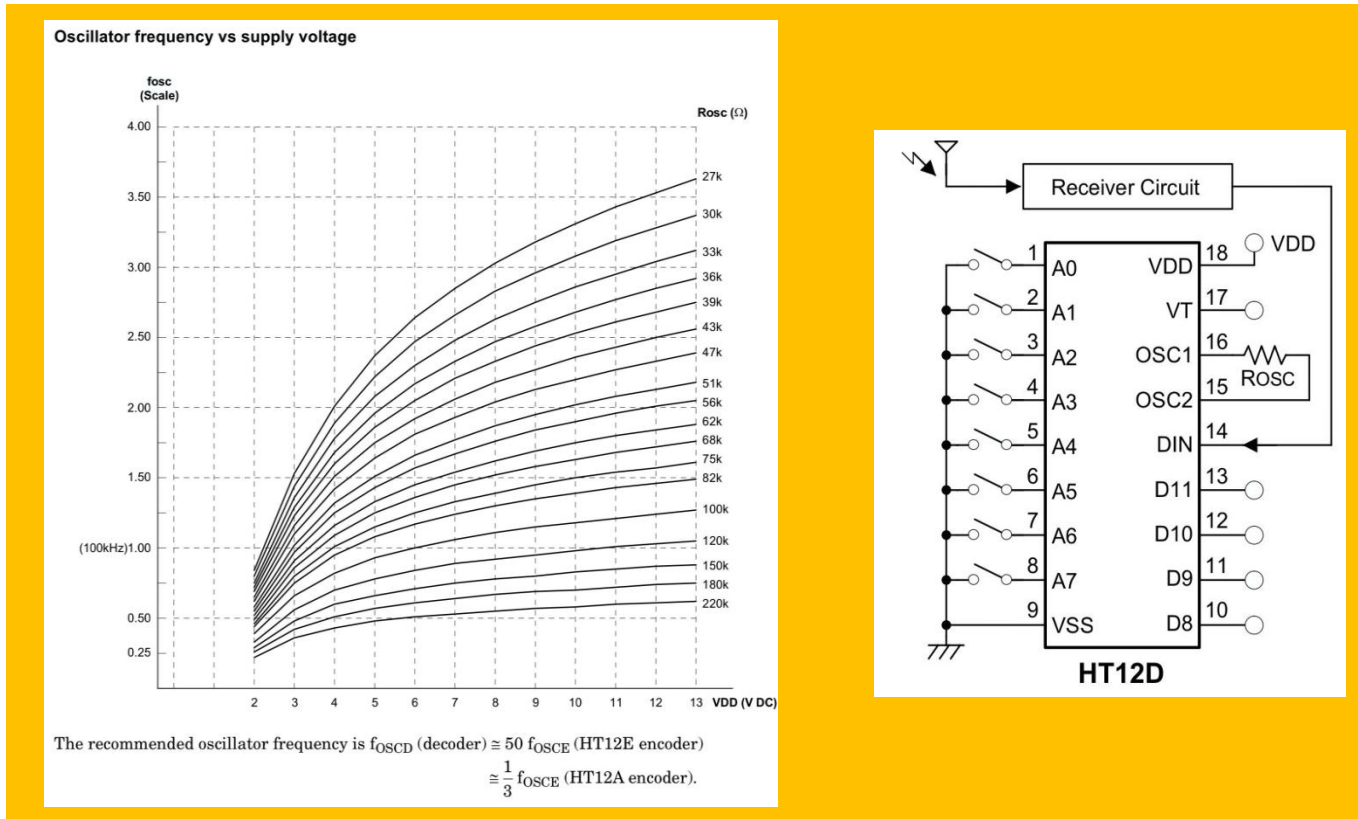 Oscillator frequency vs supply voltage
fosc
(Scale)
Rosc (Ω)
4.00
27k
3.50
30k
33k
3.00
36k
39k
2.50
43k
47k
51k
2.00
56k
62k
68k
1.50
75k
82k
100k
(100kHz)1.00
120k
150k
180k
0.50
220k
0.25
2 3 4 5 6 7 8 9 10 11 12 13 VDD (V DC)
The recommended oscillator frequency is fOSCD (decoder) ≅ 50 fOSCE (HT12E encoder)
≅ 1/3 fOSCE (HT12A encoder).
Receiver Circuit
1 A0 VDD 18 VDD
2 A1 VT 17
3 A2 OSC1 16 ROSC
4 A3 OSC2 15
5 A4 DIN 14
6 A5 D11 13
7 A6 D10 12
8 A7 D9 11
9 VSS D8 10
HT12D